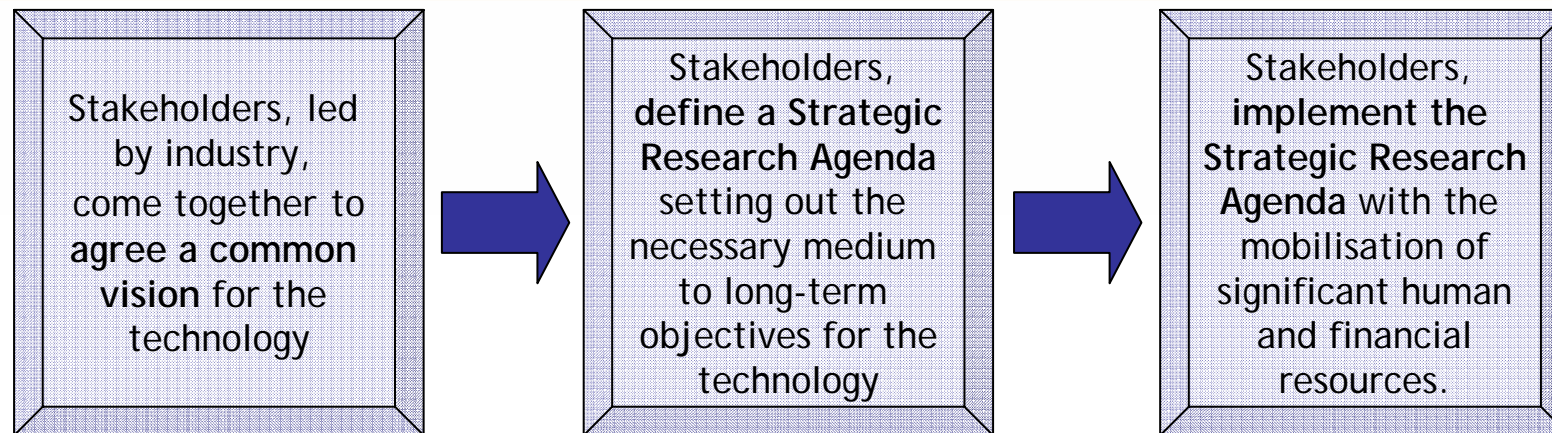 Stakeholders, led
by industry,
come together to
agree a common
vision for the
technology
Stakeholders,
define a Strategic
Research Agenda
setting out the
necessary medium
to long-term
objectives for the
technology
Stakeholders,
implement the
Strategic Research
Agenda with the
mobilisation of
significant human
and financial
resources.